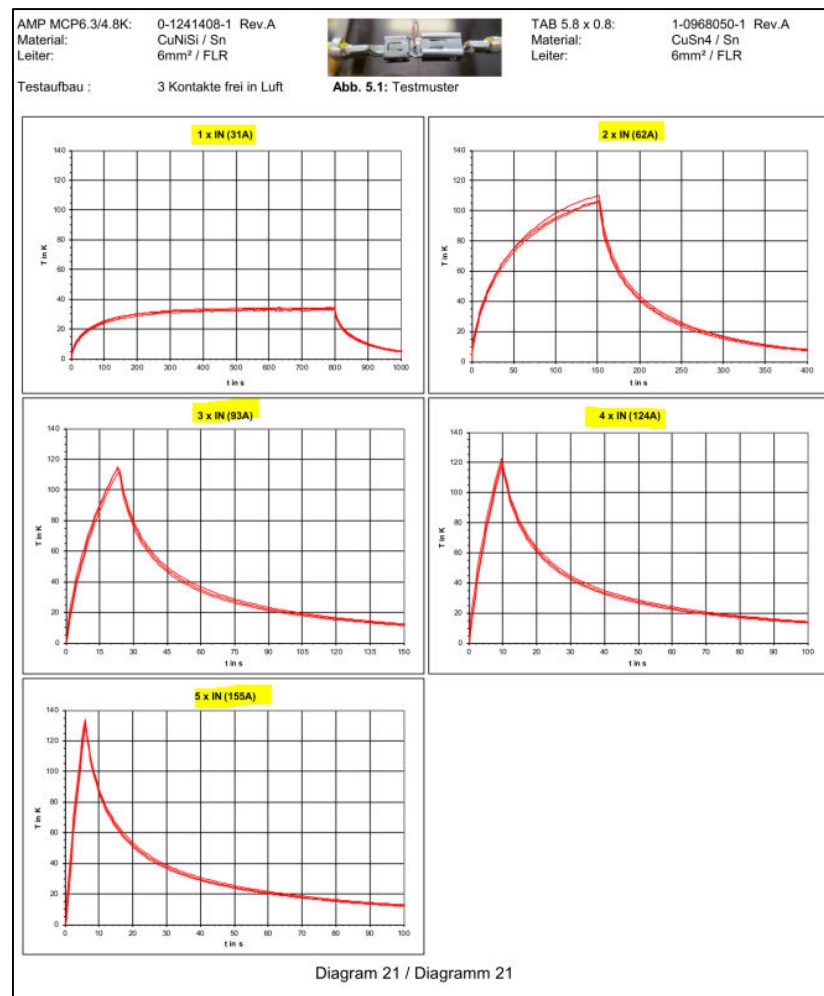 AMP MCP6.3/4.8K: 0-1241408-1 Rev.A
Material: CuNiSi / Sn
Leiter: 6mm² / FLR
Testaufbau : 3 Kontakte frei in Luft
Abb. 5.1: Testmuster
TAB 5.8 x 0.8: 1-0968050-1 Rev.A
Material: CuSn4 / Sn
Leiter: 6mm² / FLR
1 x IN (31A)
T in K
140
120
100
80
60
40
20
0
0 100 200 300 400 500 600 700 800 900 1000
t in s
2 x IN (62A)
T in K
140
120
100
80
60
40
20
0
0 50 100 150 200 250 300 350 400
t in s
3 x IN (93A)
T in K
140
120
100
80
60
40
20
0
0 15 30 45 60 75 90 105 120 135 150
t in s
4 x IN (124A)
T in K
140
120
100
80
60
40
20
0
0 10 20 30 40 50 60 70 80 90 100
t in s
5 x IN (155A)
T in K
140
120
100
80
60
40
20
0
0 10 20 30 40 50 60 70 80 90 100
t in s
Diagram 21 / Diagramm 21